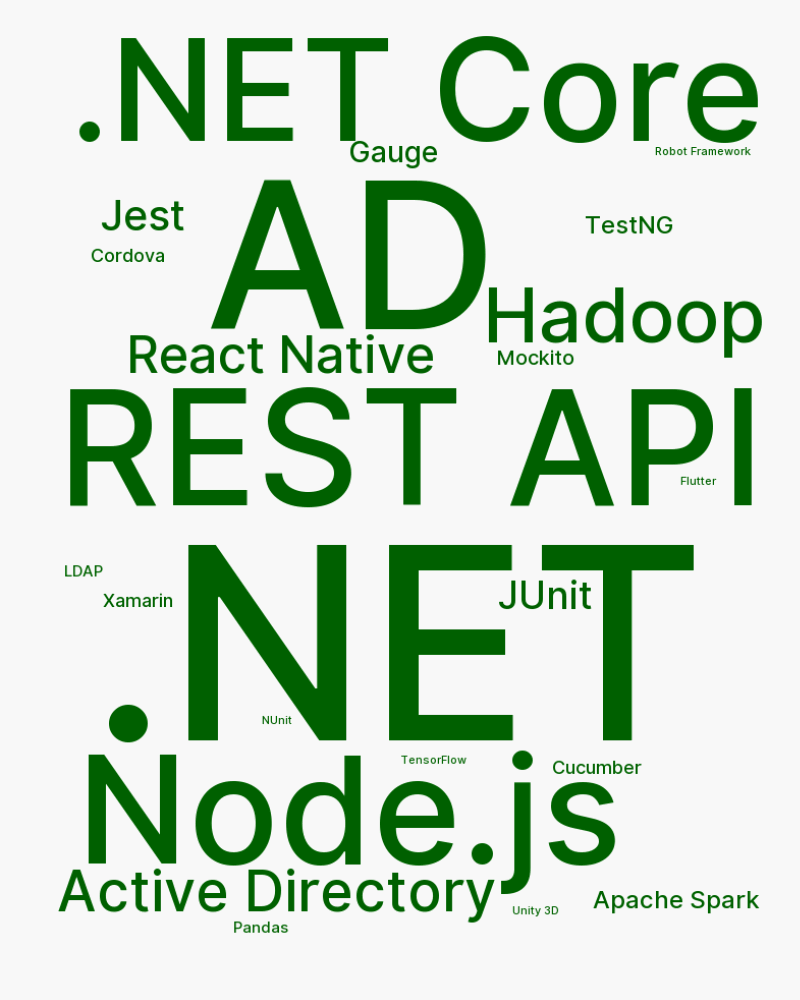 .NET Core
Gauge
Robot Framework
Jest
AD
TestNG
Cordova
Hadoop
React Native
Mockito
REST API
Flutter
.NET
LDAP
Xamarin
JUnit
NUnit
TensorFlow
Cucumber
Node.js
Active Directory
Apache Spark
Unity 3D
Pandas